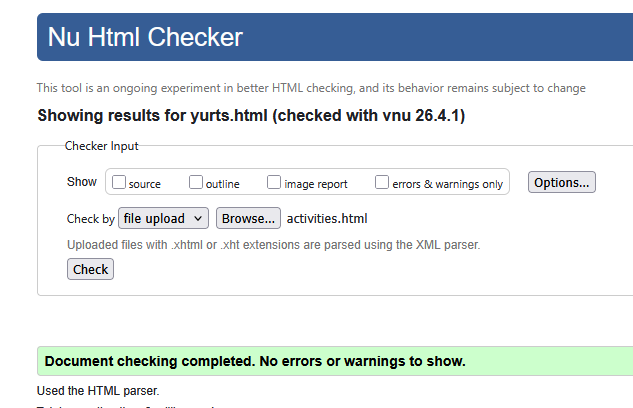 Nu Html Checker
This tool is an ongoing experiment in better HTML checking, and its behavior remains subject to change
Showing results for yurts.html (checked with vnu 26.4.1)
Checker Input
Show source outline image report errors & warnings only Options...
Check by file upload Browse... activities.html
Uploaded files with .xhtml or .xht extensions are parsed using the XML parser.
Check
Document checking completed. No errors or warnings to show.
Used the HTML parser.